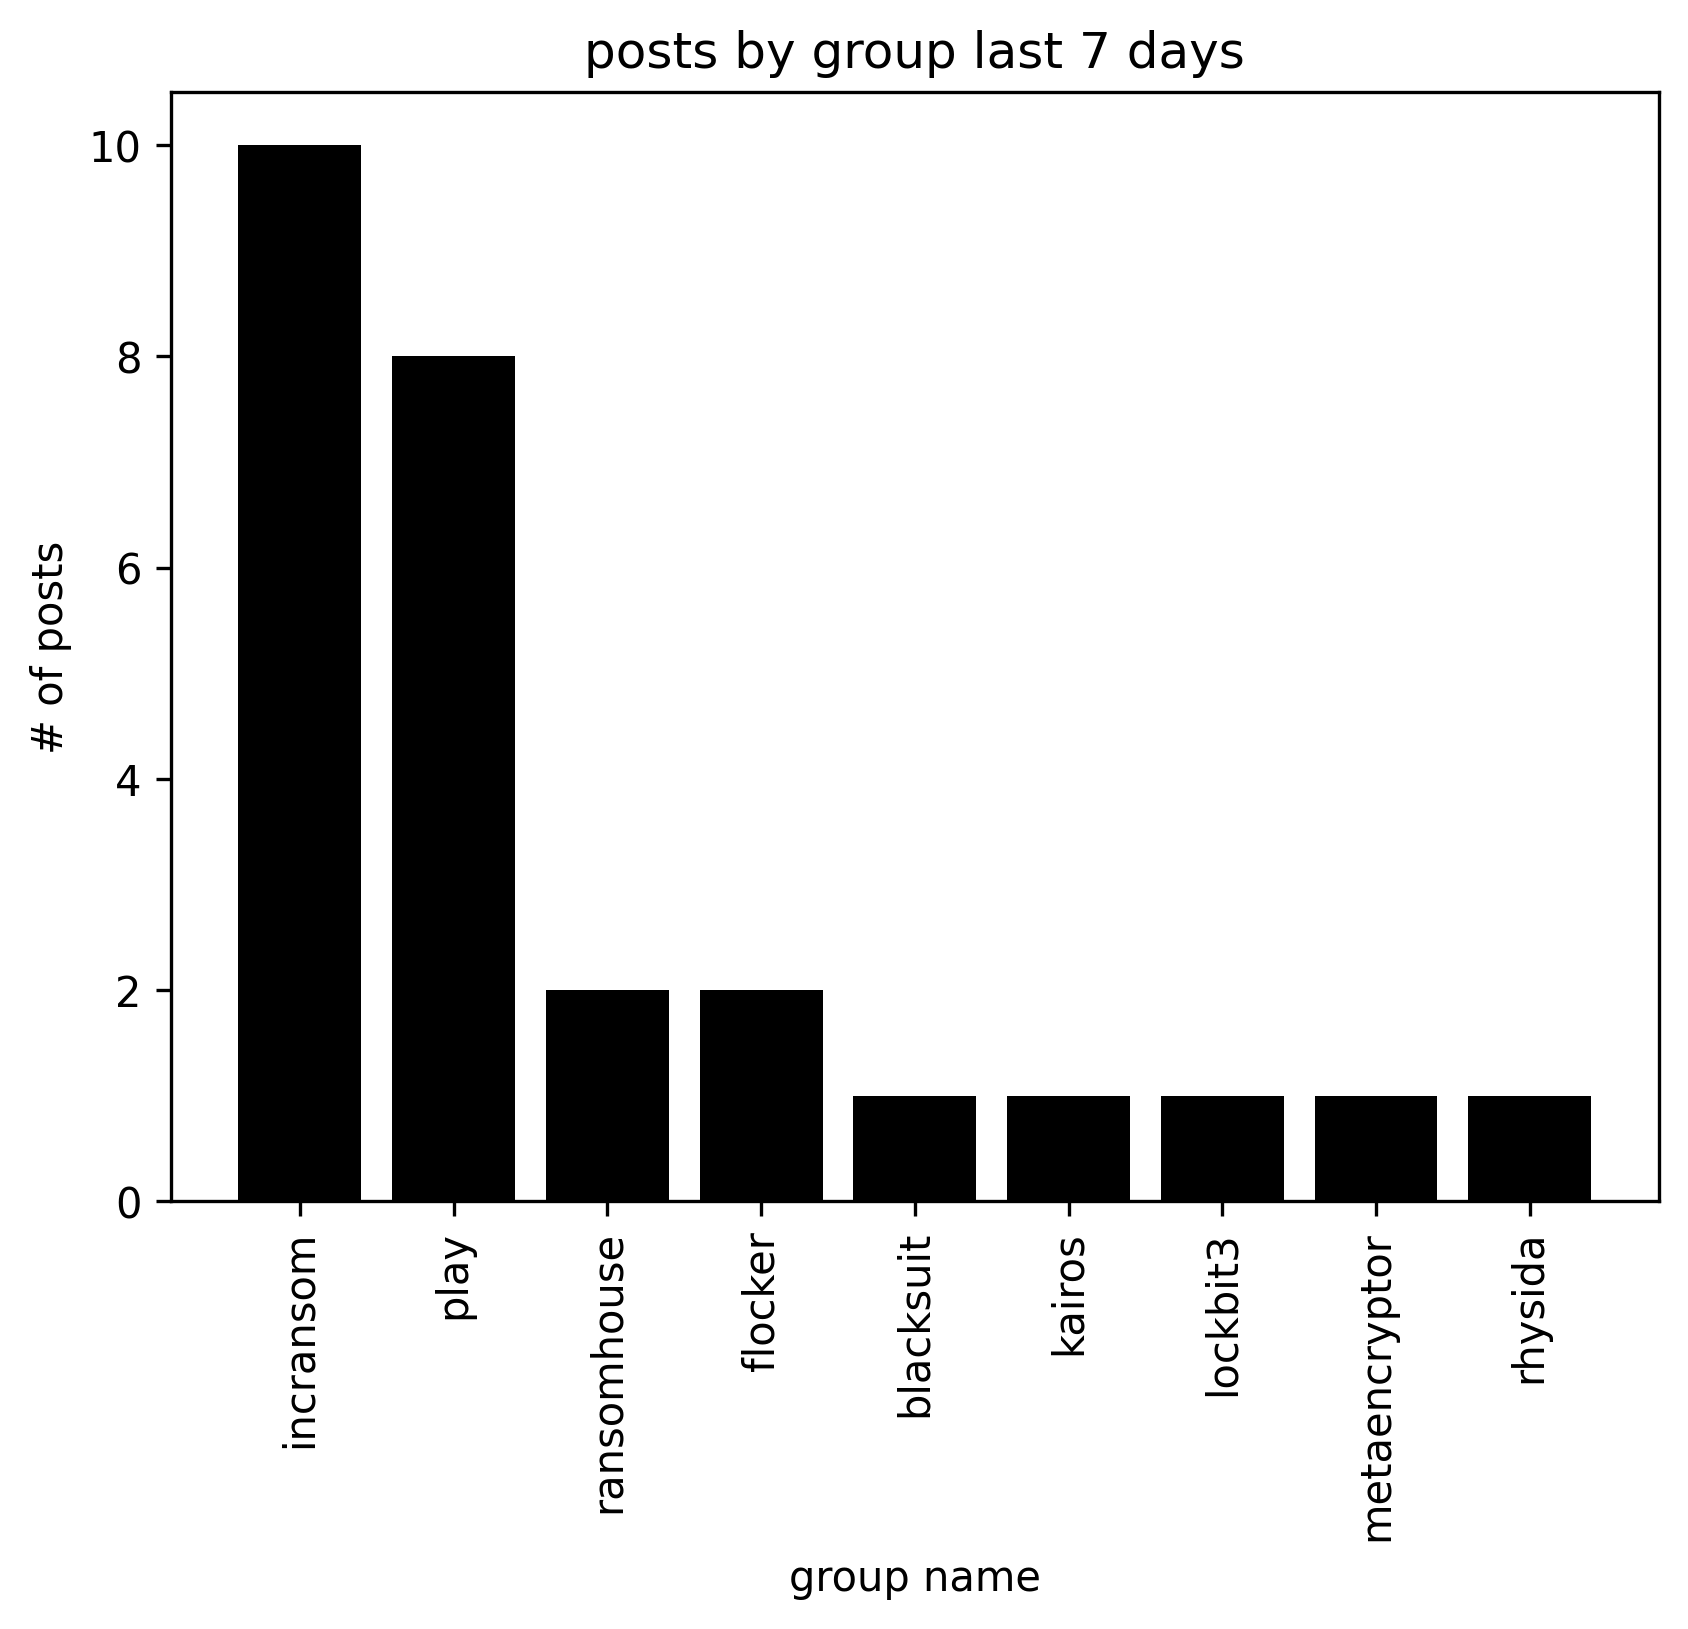 posts by group last 7 days
# of posts
10
8
6
4
2
0
incransom
play
ransomhouse
flocker
blacksuit
kairos
lockbit3
metaencryptor
rhysida
group name